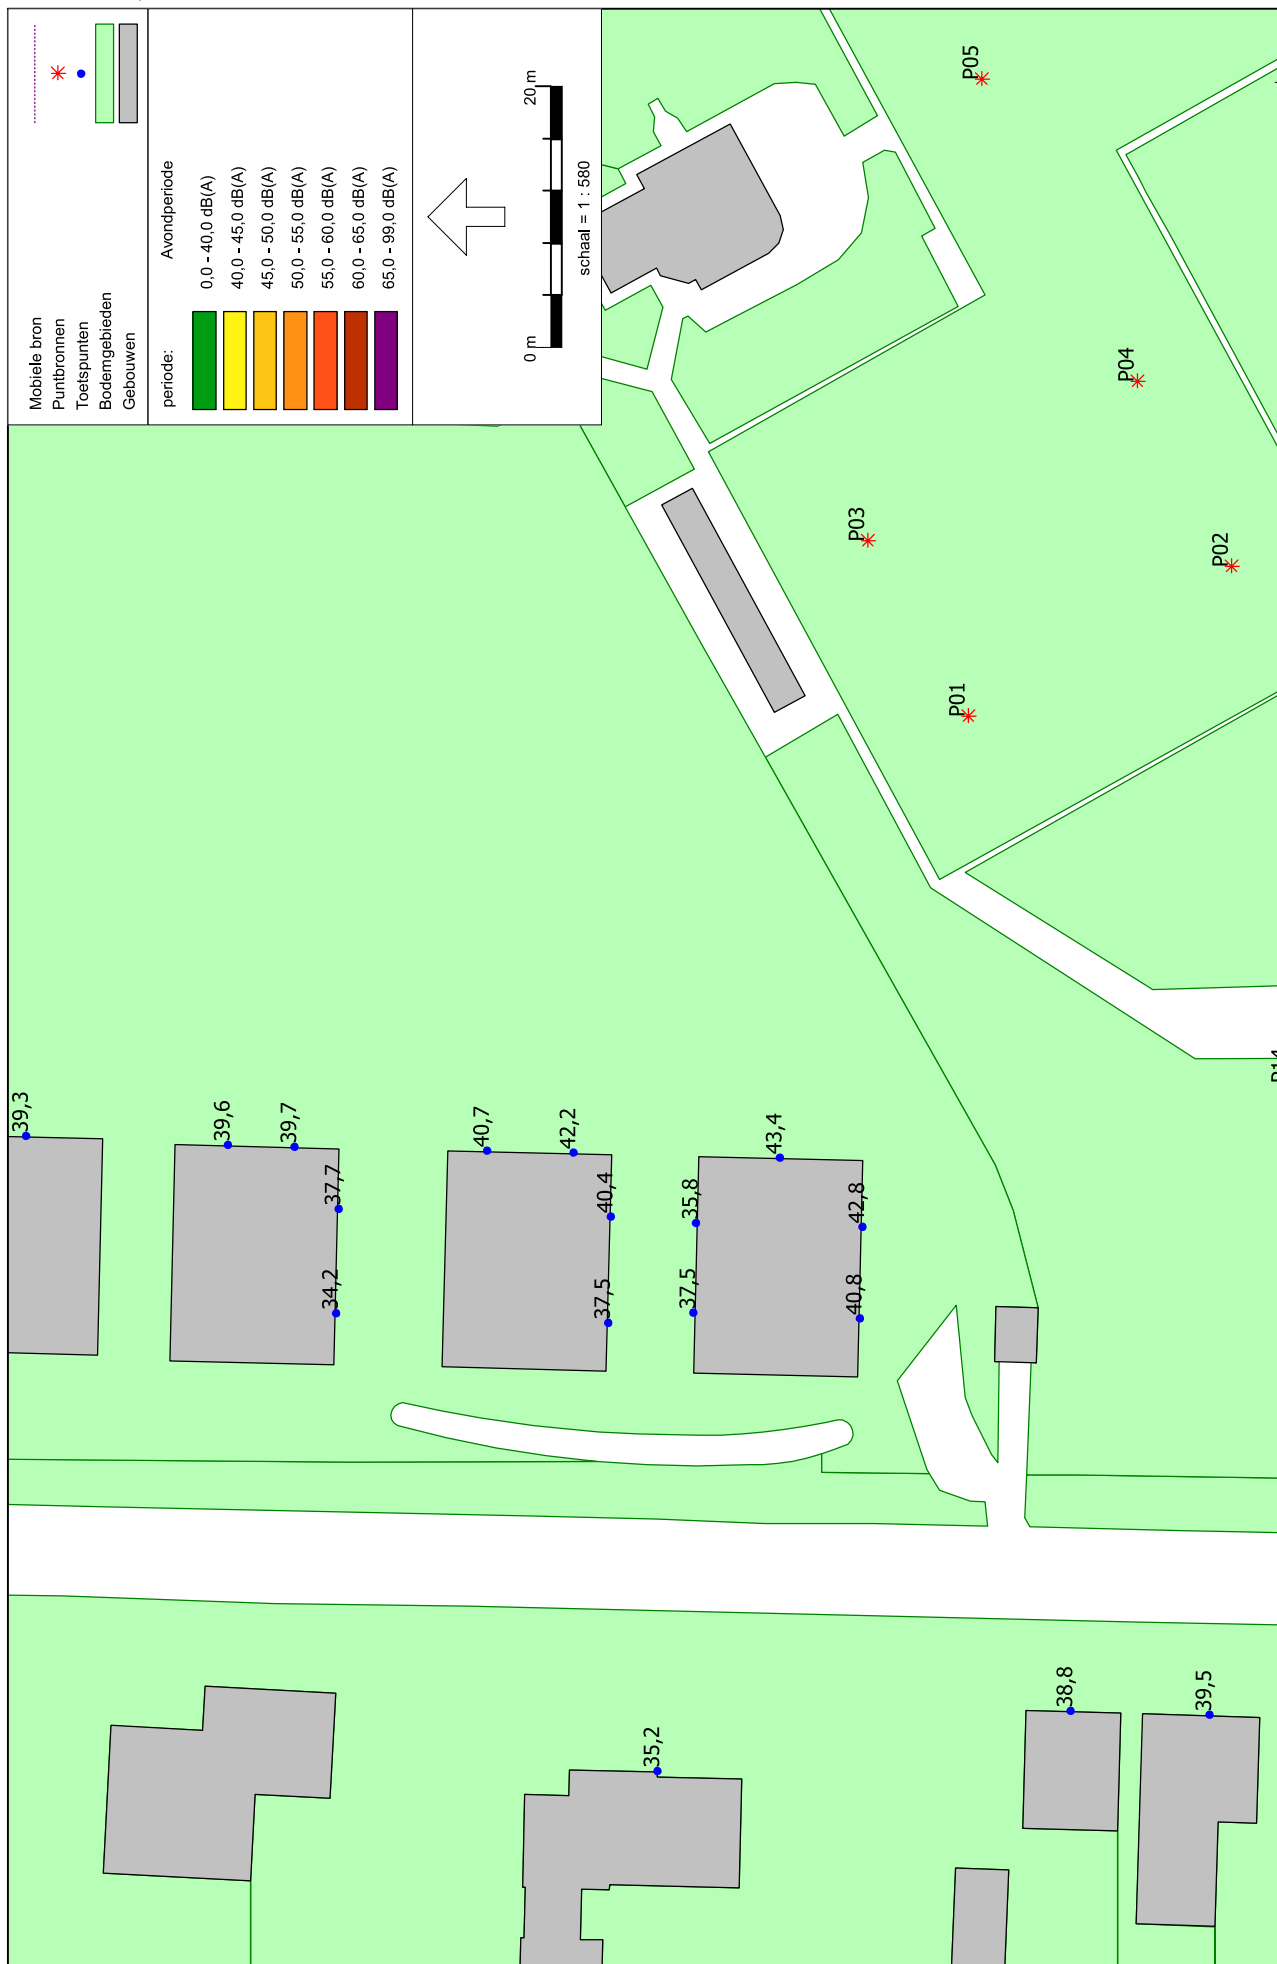 Mobiele bron
Puntbronnen
Toetspunten
Bodemgebieden
Gebouwen
periode: Avondperiode
0,0 - 40,0 dB(A)
40,0 - 45,0 dB(A)
45,0 - 50,0 dB(A)
50,0 - 55,0 dB(A)
55,0 - 60,0 dB(A)
60,0 - 65,0 dB(A)
65,0 - 99,0 dB(A)
0 m 20 m
schaal = 1 : 580
39,3
39,6
39,7
37,7
34,2
40,7
42,2
40,4
37,5
35,8
37,5
43,4
42,8
40,8
35,2
38,8
39,5
P05
P04
P03
P02
P01